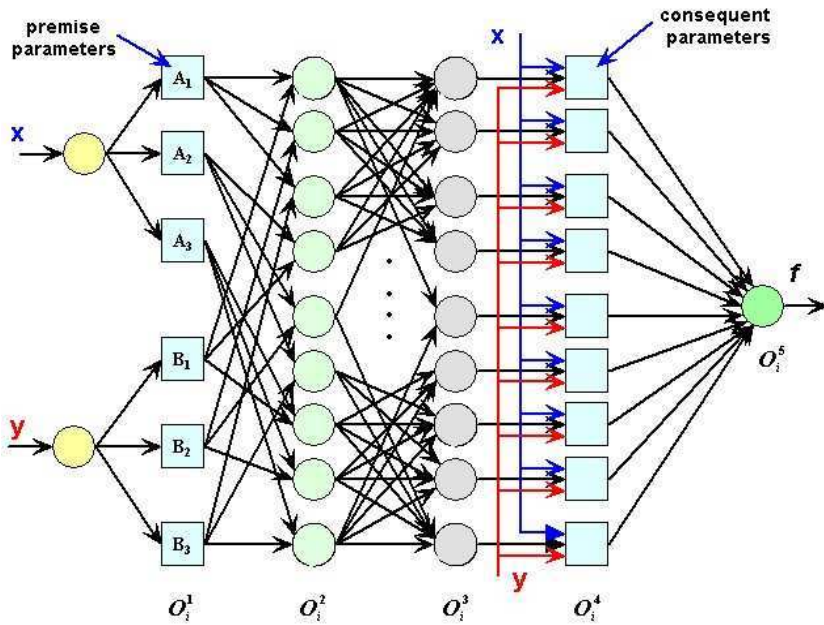 premise
parameters
x
consequent
parameters
A₁
x
A₂
A₃
f
B₁
O⁵ᵢ
y
B₂
B₃
y
O¹ᵢ
O²ᵢ
O³ᵢ
O⁴ᵢ